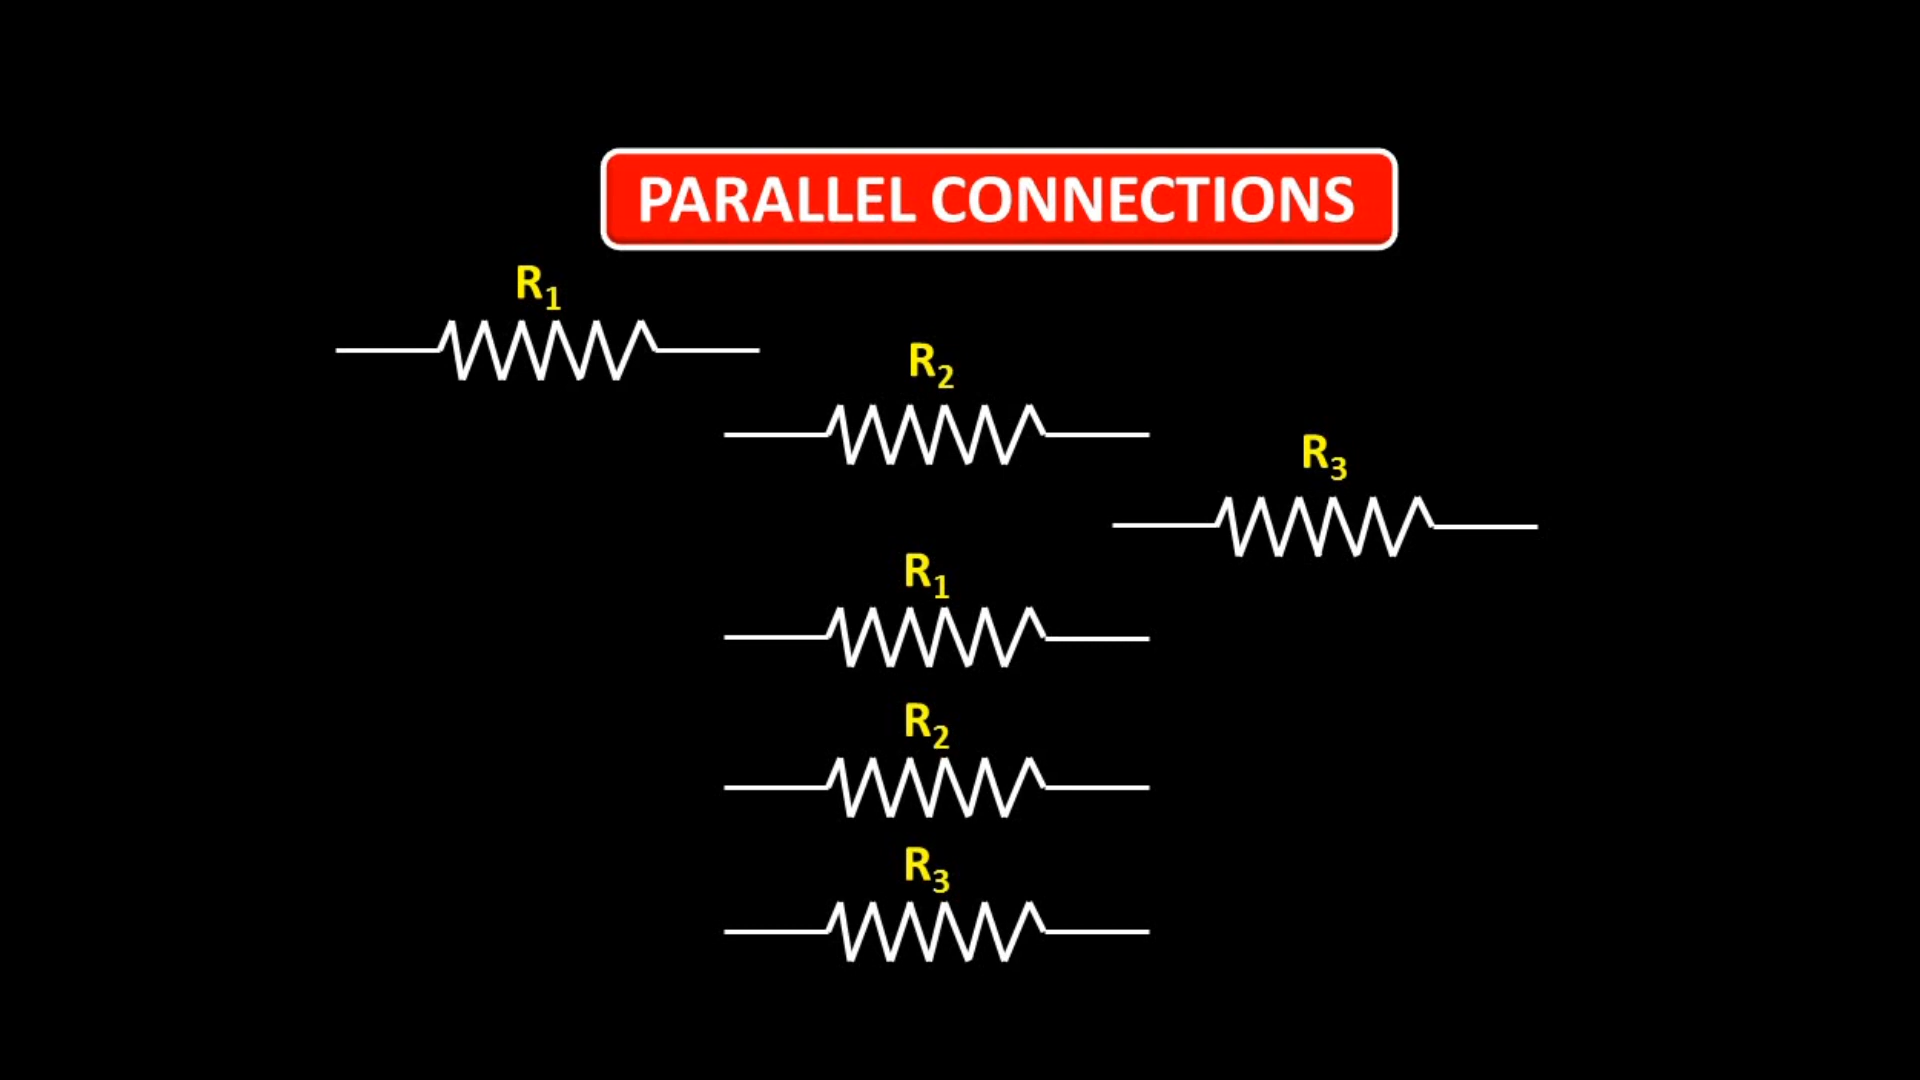 PARALLEL CONNECTIONS
R₁
R₂
R₃
R₁
R₂
R₃